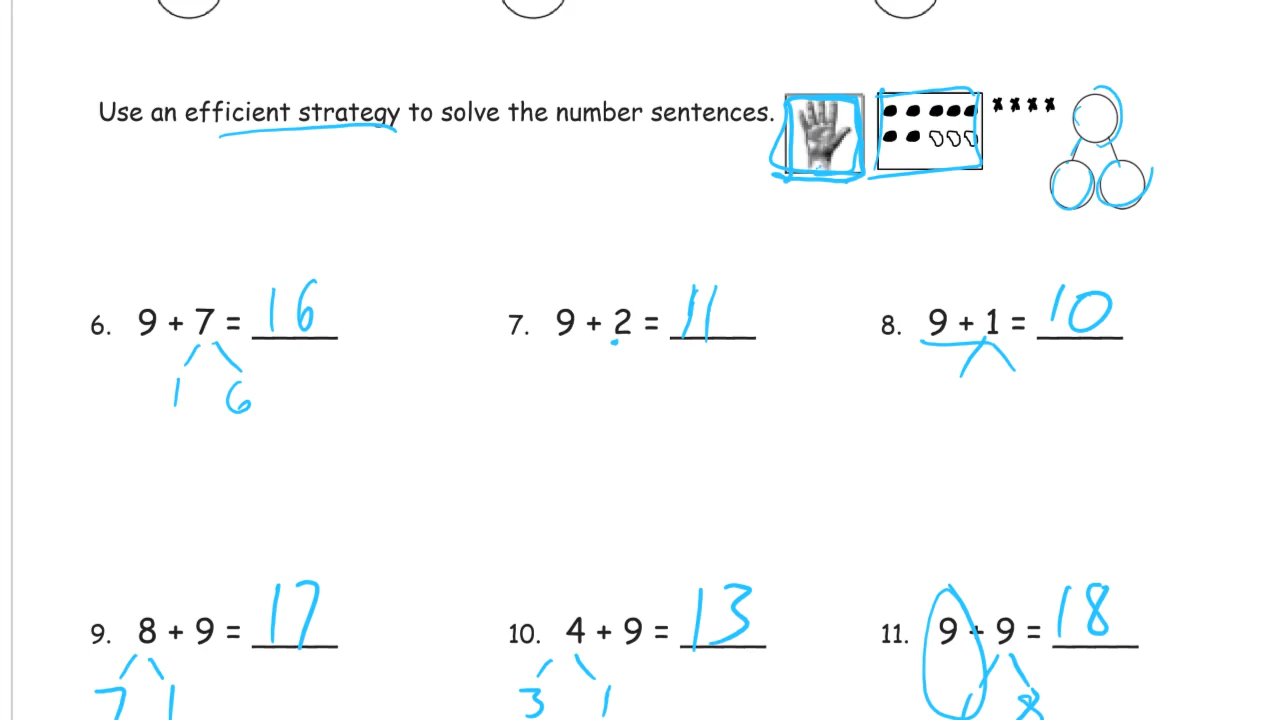 Use an efficient strategy to solve the number sentences.
6. 9 + 7 = 16
1 6
7. 9 + 2 = 11
8. 9 + 1 = 10
9. 8 + 9 = 17
7 1
10. 4 + 9 = 13
3 1
11. 9 + 9 = 18
1 8